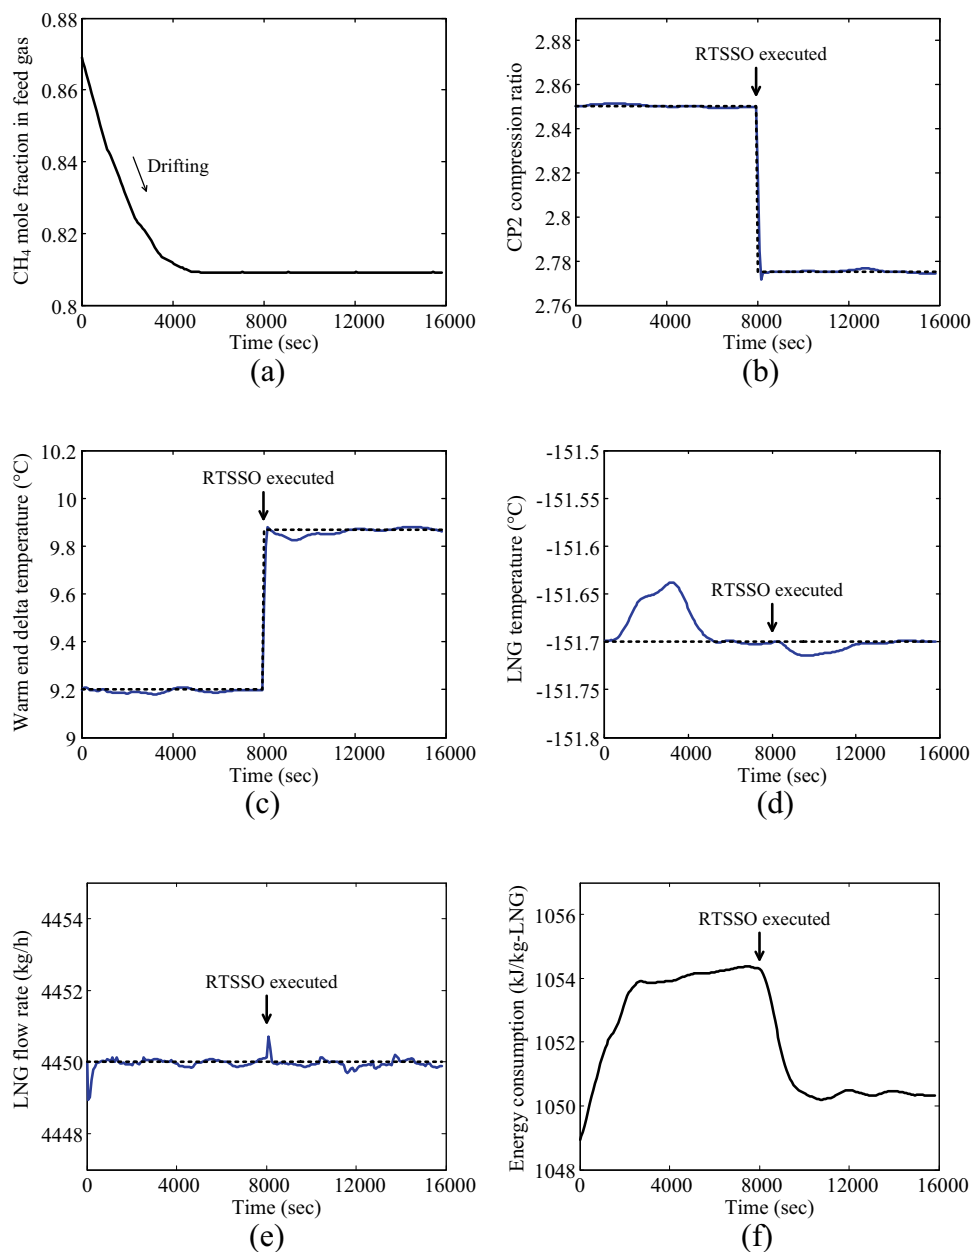 0.88
0.86
0.84
0.82
0.8
CH₄ mole fraction in feed gas
Drifting
0 4000 8000 12000 16000
Time (sec)
(a)
2.88
2.86
2.84
2.82
2.8
2.78
2.76
CP2 compression ratio
RTSSO executed
0 4000 8000 12000 16000
Time (sec)
(b)
10.2
10
9.8
9.6
9.4
9.2
9
Warm end delta temperature (°C)
RTSSO executed
0 4000 8000 12000 16000
Time (sec)
(c)
-151.5
-151.55
-151.6
-151.65
-151.7
-151.75
-151.8
LNG temperature (°C)
RTSSO executed
0 4000 8000 12000 16000
Time (sec)
(d)
4454
4452
4450
4448
LNG flow rate (kg/h)
RTSSO executed
0 4000 8000 12000 16000
Time (sec)
(e)
1056
1054
1052
1050
1048
Energy consumption (kJ/kg-LNG)
RTSSO executed
0 4000 8000 12000 16000
Time (sec)
(f)